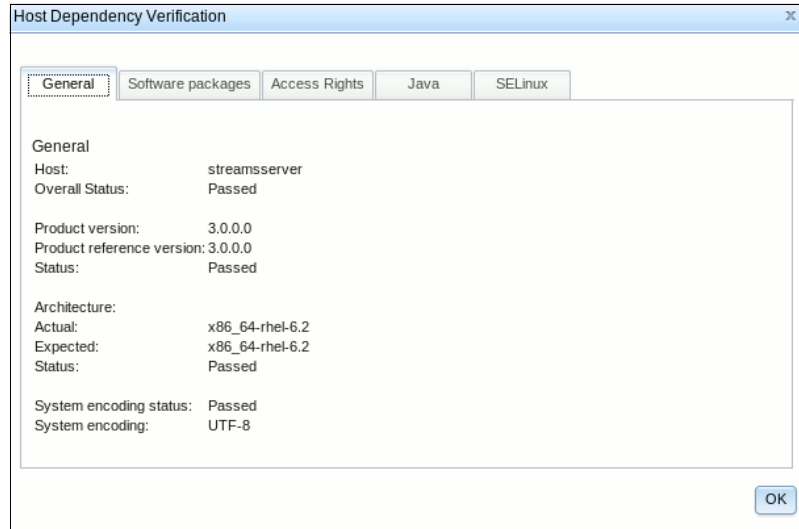 Host Dependency Verification x
General Software packages Access Rights Java SELinux
General
Host: streamsserver
Overall Status: Passed
Product version: 3.0.0.0
Product reference version: 3.0.0.0
Status: Passed
Architecture:
Actual: x86_64-rhel-6.2
Expected: x86_64-rhel-6.2
Status: Passed
System encoding status: Passed
System encoding: UTF-8
OK